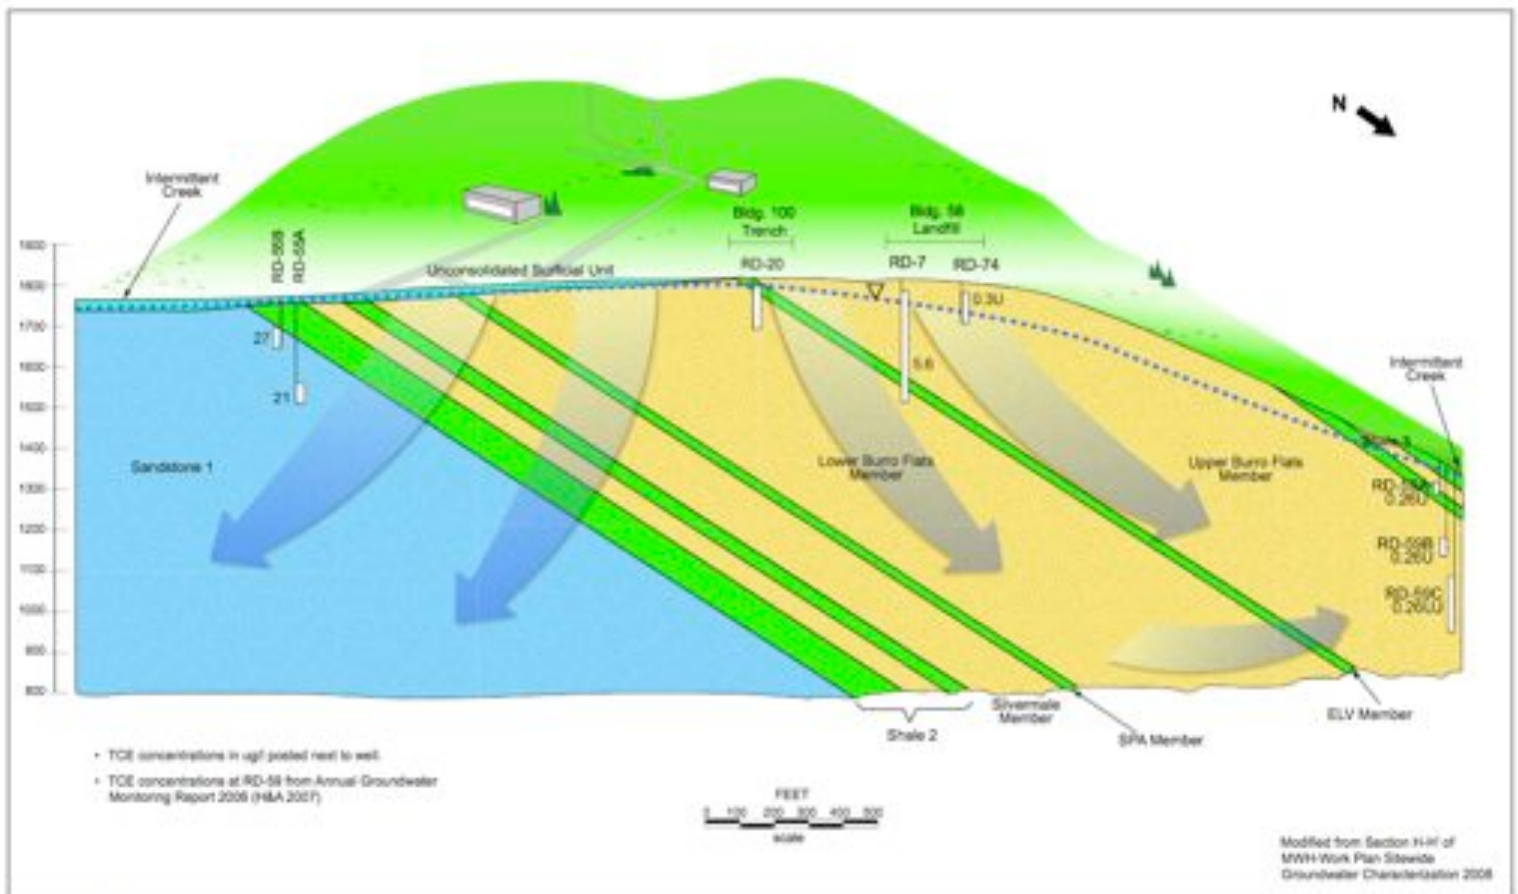 N
Intermittent
Creek
RD-55B
RD-55A
Bldg. 100
Trench
Bldg. 56
Landfill
RD-20
RD-7
RD-74
Unconsolidated Surficial Unit
1800
1700
1600
1500
1400
1300
1200
1100
1000
900
800
27
21
0.3U
5.6
Intermittent
Creek
Sandstone 1
Lower Burro Flats
Member
Upper Burro Flats
Member
Shale 3
0.26U
RD-59B
0.26U
RD-59C
Shale 2
Silvernale
Member
SPA Member
ELV Member
• TCE concentrations in ug/l posted next to well.
• TCE concentrations at RD-59 from Annual Groundwater
Monitoring Report 2006 (H&A 2007)
FEET
0 100 200 300 400 500
scale
Modified from Section H-H' of
MWH-Work Plan Sitewide
Groundwater Characterization 2008